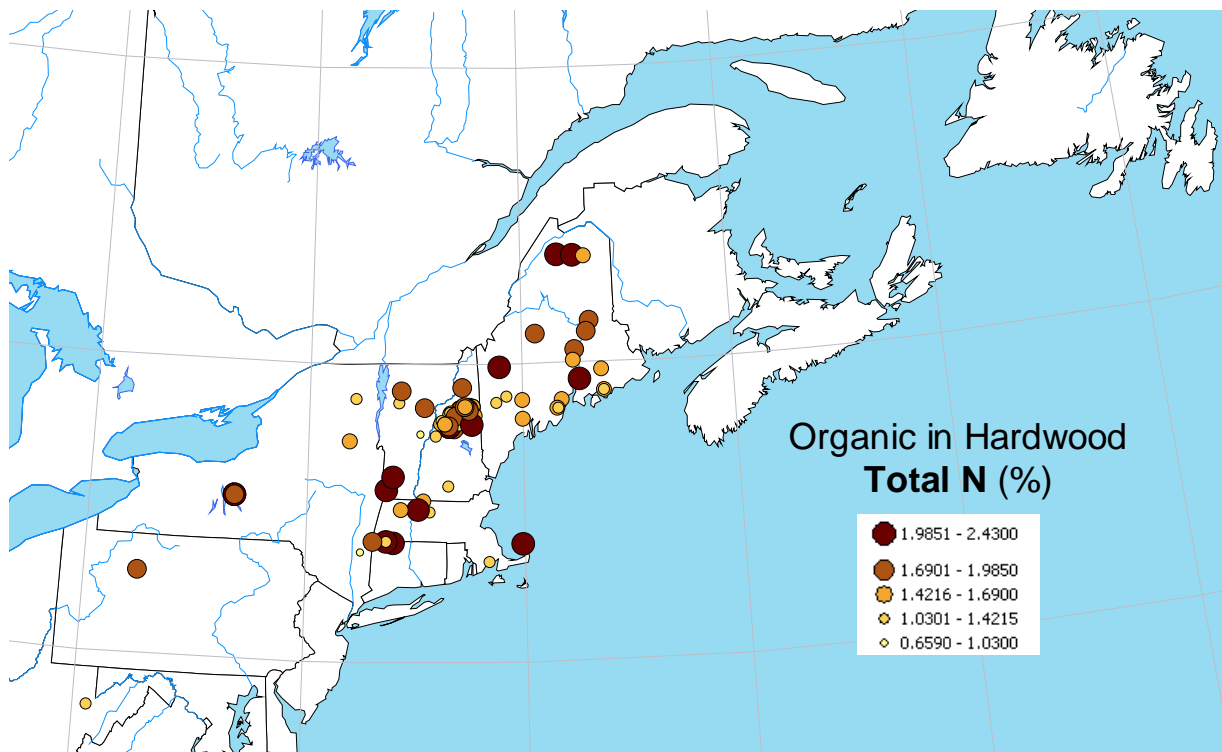 Organic in Hardwood
Total N (%)
1.9851 - 2.4300
1.6901 - 1.9850
1.4216 - 1.6900
1.0301 - 1.4215
0.6590 - 1.0300